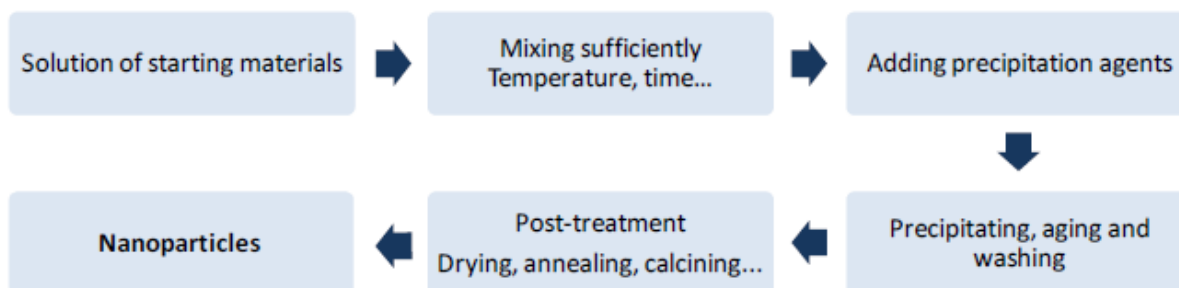 Solution of starting materials
Mixing sufficiently
Temperature, time...
Adding precipitation agents
Precipitating, aging and
washing
Post-treatment
Drying, annealing, calcining...
Nanoparticles